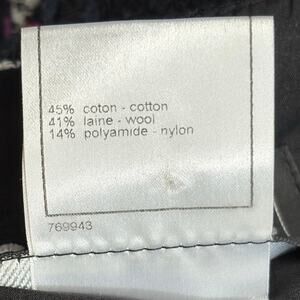 45% coton - cotton
41% laine - wool
14% polyamide - nylon
769943